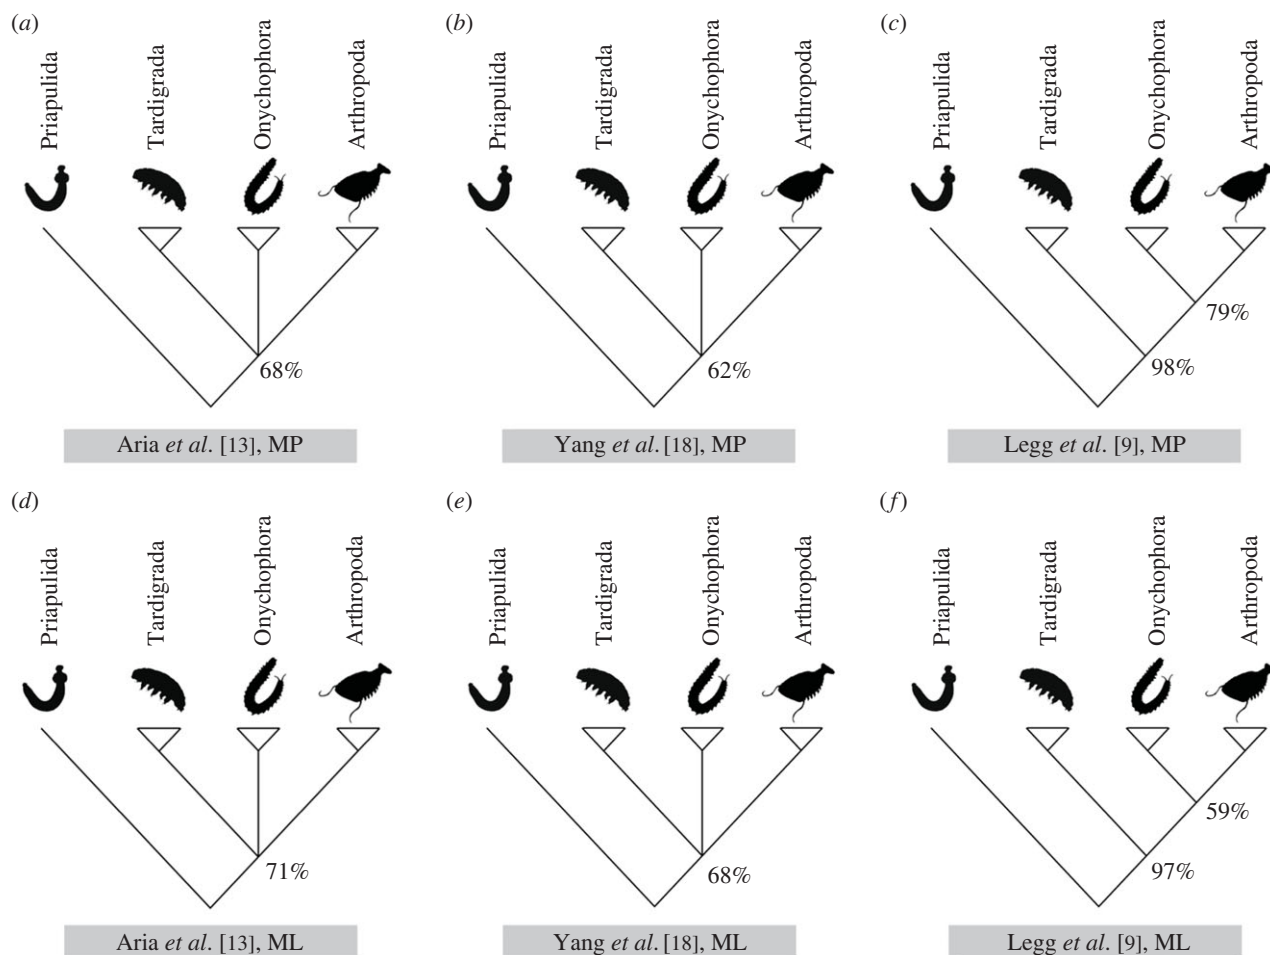 (a)
(b)
(c)
Priapulida
Tardigrada
Onychophora
Arthropoda
Priapulida
Tardigrada
Onychophora
Arthropoda
Priapulida
Tardigrada
Onychophora
Arthropoda
68%
62%
98%
79%
Aria et al. [13], MP
Yang et al. [18], MP
Legg et al. [9], MP
(d)
(e)
(f)
Priapulida
Tardigrada
Onychophora
Arthropoda
Priapulida
Tardigrada
Onychophora
Arthropoda
Priapulida
Tardigrada
Onychophora
Arthropoda
71%
68%
97%
59%
Aria et al. [13], ML
Yang et al. [18], ML
Legg et al. [9], ML